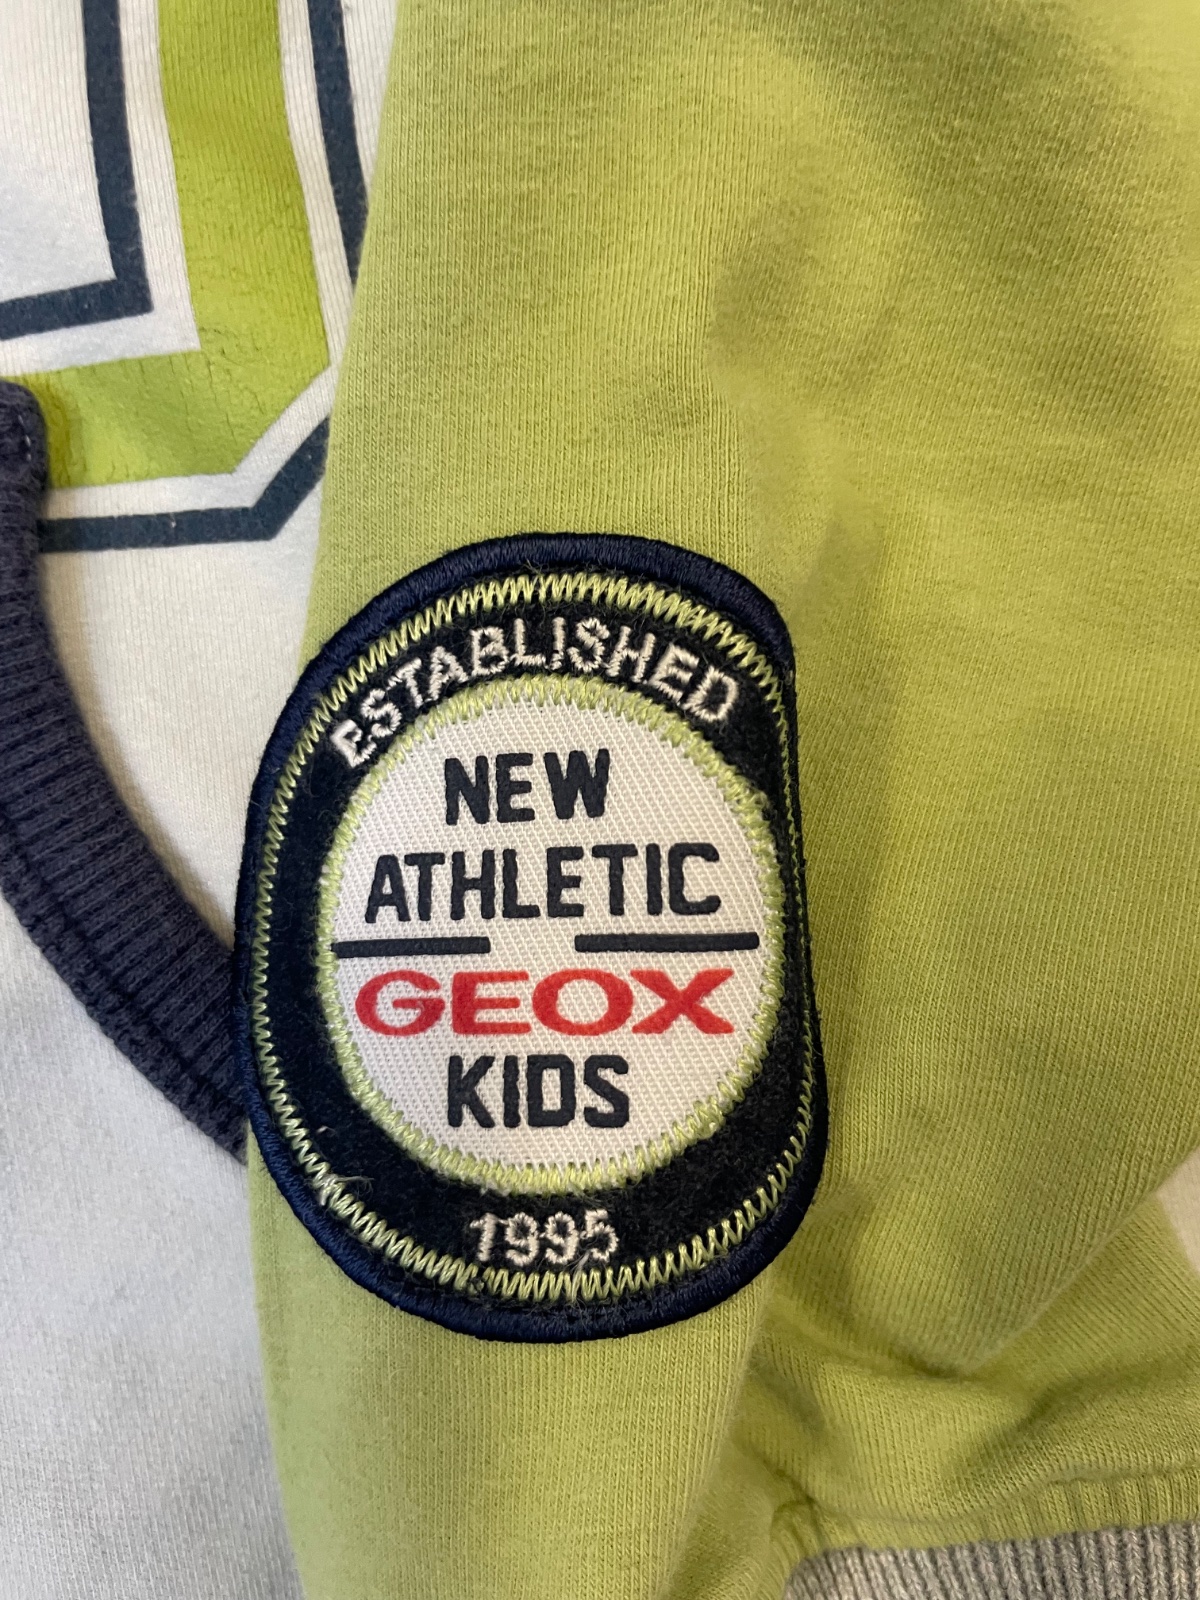 ESTABLISHED
NEW
ATHLETIC
GEOX
KIDS
1995